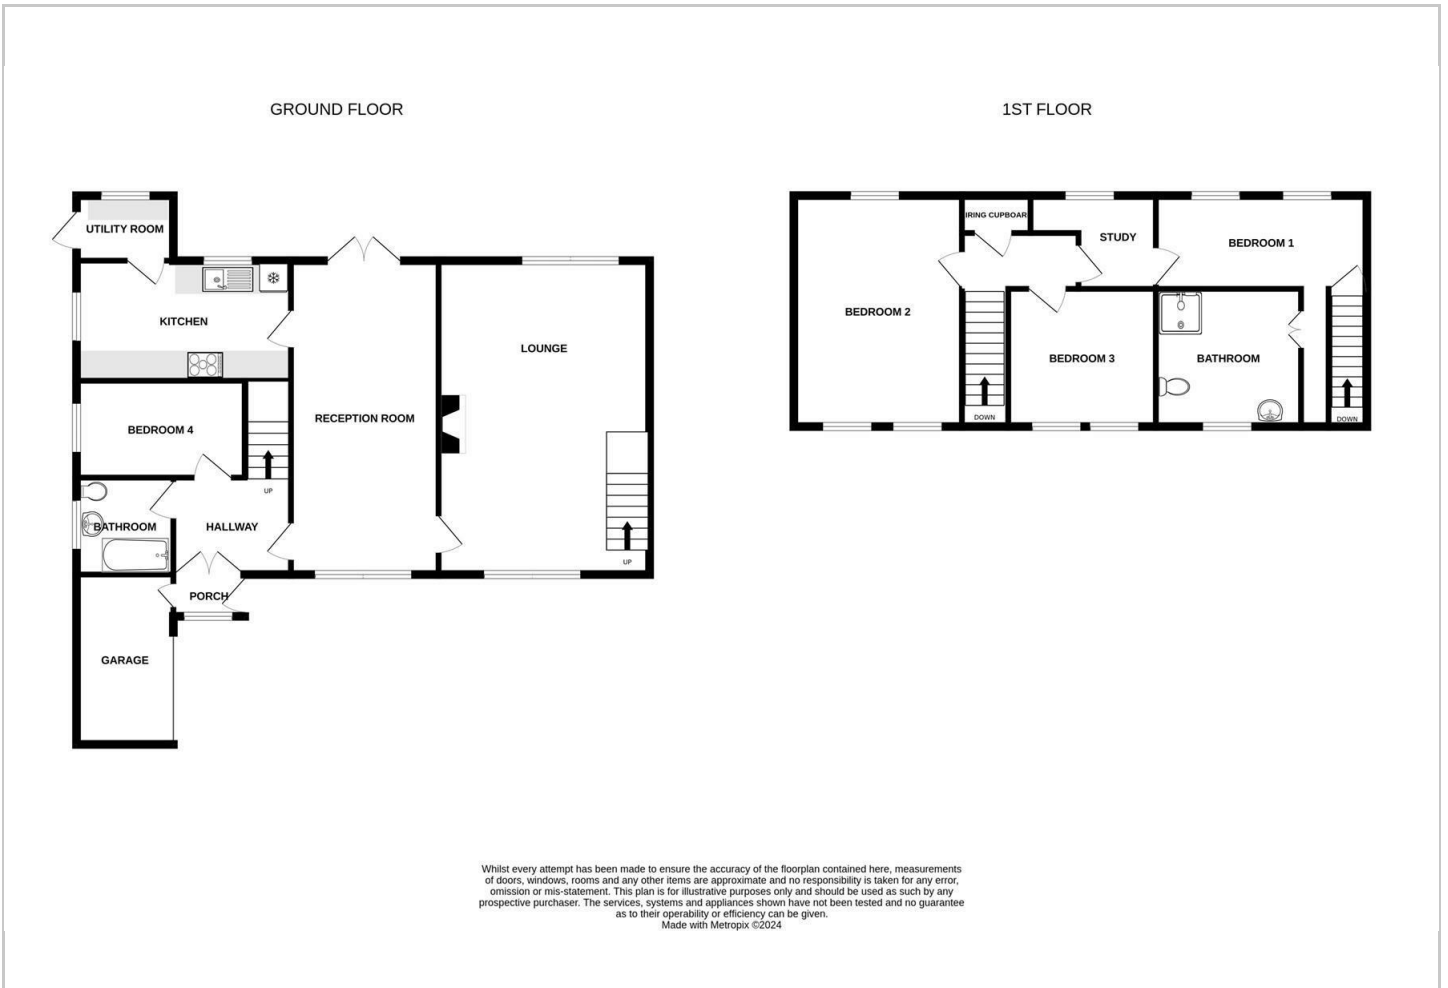 GROUND FLOOR
1ST FLOOR
UTILITY ROOM
KITCHEN
BEDROOM 4
UP
BATHROOM
HALLWAY
RECEPTION ROOM
LOUNGE
UP
PORCH
GARAGE
IRING CUPBOAR
STUDY
BEDROOM 1
BEDROOM 2
BEDROOM 3
BATHROOM
DOWN
DOWN
Whilst every attempt has been made to ensure the accuracy of the floorplan contained here, measurements
of doors, windows, rooms and any other items are approximate and no responsibility is taken for any error,
omission or mis-statement. This plan is for illustrative purposes only and should be used as such by any
prospective purchaser. The services, systems and appliances shown have not been tested and no guarantee
as to their operability or efficiency can be given.
Made with Metropix ©2024